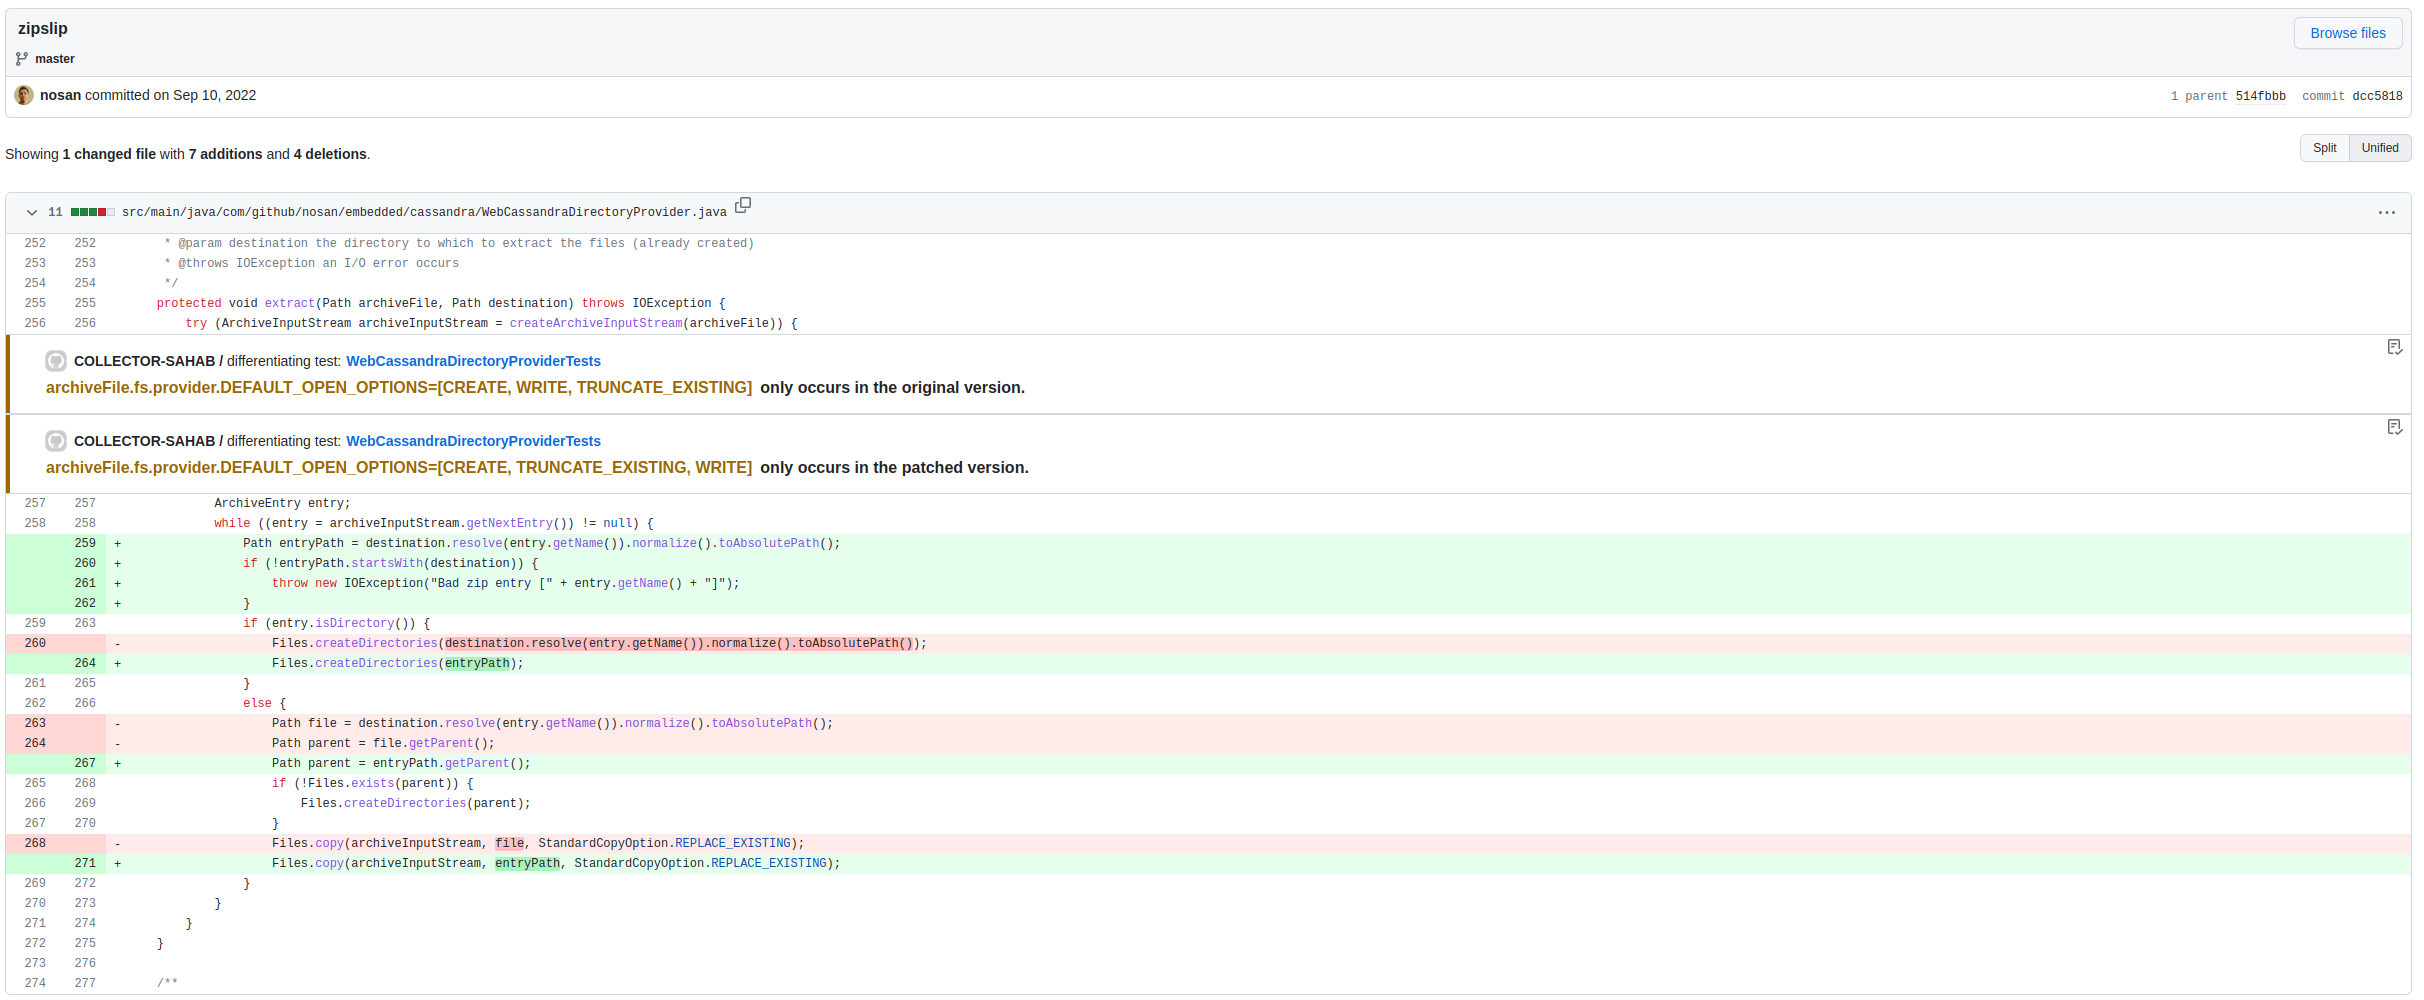 zipslip
Browse files
master
nosan committed on Sep 10, 2022
1 parent 514fbbb commit dcc5818
Showing 1 changed file with 7 additions and 4 deletions.
Split Unified
11 src/main/java/com/github/nosan/embedded/cassandra/WebCassandraDirectoryProvider.java
252 252 * @param destination the directory to which to extract the files (already created)
253 253 * @throws IOException an I/O error occurs
254 254 */
255 255 protected void extract(Path archiveFile, Path destination) throws IOException {
256 256 try (ArchiveInputStream archiveInputStream = createArchiveInputStream(archiveFile)) {
COLLECTOR-SAHAB / differentiating test: WebCassandraDirectoryProviderTests
archiveFile.fs.provider.DEFAULT_OPEN_OPTIONS=[CREATE, WRITE, TRUNCATE_EXISTING] only occurs in the original version.
COLLECTOR-SAHAB / differentiating test: WebCassandraDirectoryProviderTests
archiveFile.fs.provider.DEFAULT_OPEN_OPTIONS=[CREATE, TRUNCATE_EXISTING, WRITE] only occurs in the patched version.
257 257 ArchiveEntry entry;
258 258 while ((entry = archiveInputStream.getNextEntry()) != null) {
259 + Path entryPath = destination.resolve(entry.getName()).normalize().toAbsolutePath();
260 + if (!entryPath.startsWith(destination)) {
261 + throw new IOException("Bad zip entry [" + entry.getName() + "]");
262 + }
259 263 if (entry.isDirectory()) {
260 - Files.createDirectories(destination.resolve(entry.getName()).normalize().toAbsolutePath());
264 + Files.createDirectories(entryPath);
261 265 }
262 266 else {
263 - Path file = destination.resolve(entry.getName()).normalize().toAbsolutePath();
264 - Path parent = file.getParent();
267 + Path parent = entryPath.getParent();
265 268 if (!Files.exists(parent)) {
266 269 Files.createDirectories(parent);
267 270 }
268 - Files.copy(archiveInputStream, file, StandardCopyOption.REPLACE_EXISTING);
271 + Files.copy(archiveInputStream, entryPath, StandardCopyOption.REPLACE_EXISTING);
269 272 }
270 273 }
271 274 }
272 275 }
273 276
274 277 /**